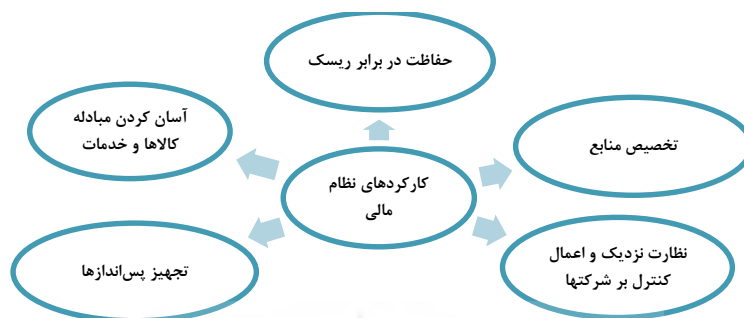 حفاظت در برابر ریسک
آسان کردن مبادله
کالاها و خدمات
تخصیص منابع
کارکردهای نظام
مالی
تجهیز پس‌اندازها
نظارت نزدیک و اعمال
کنترل بر شرکتها